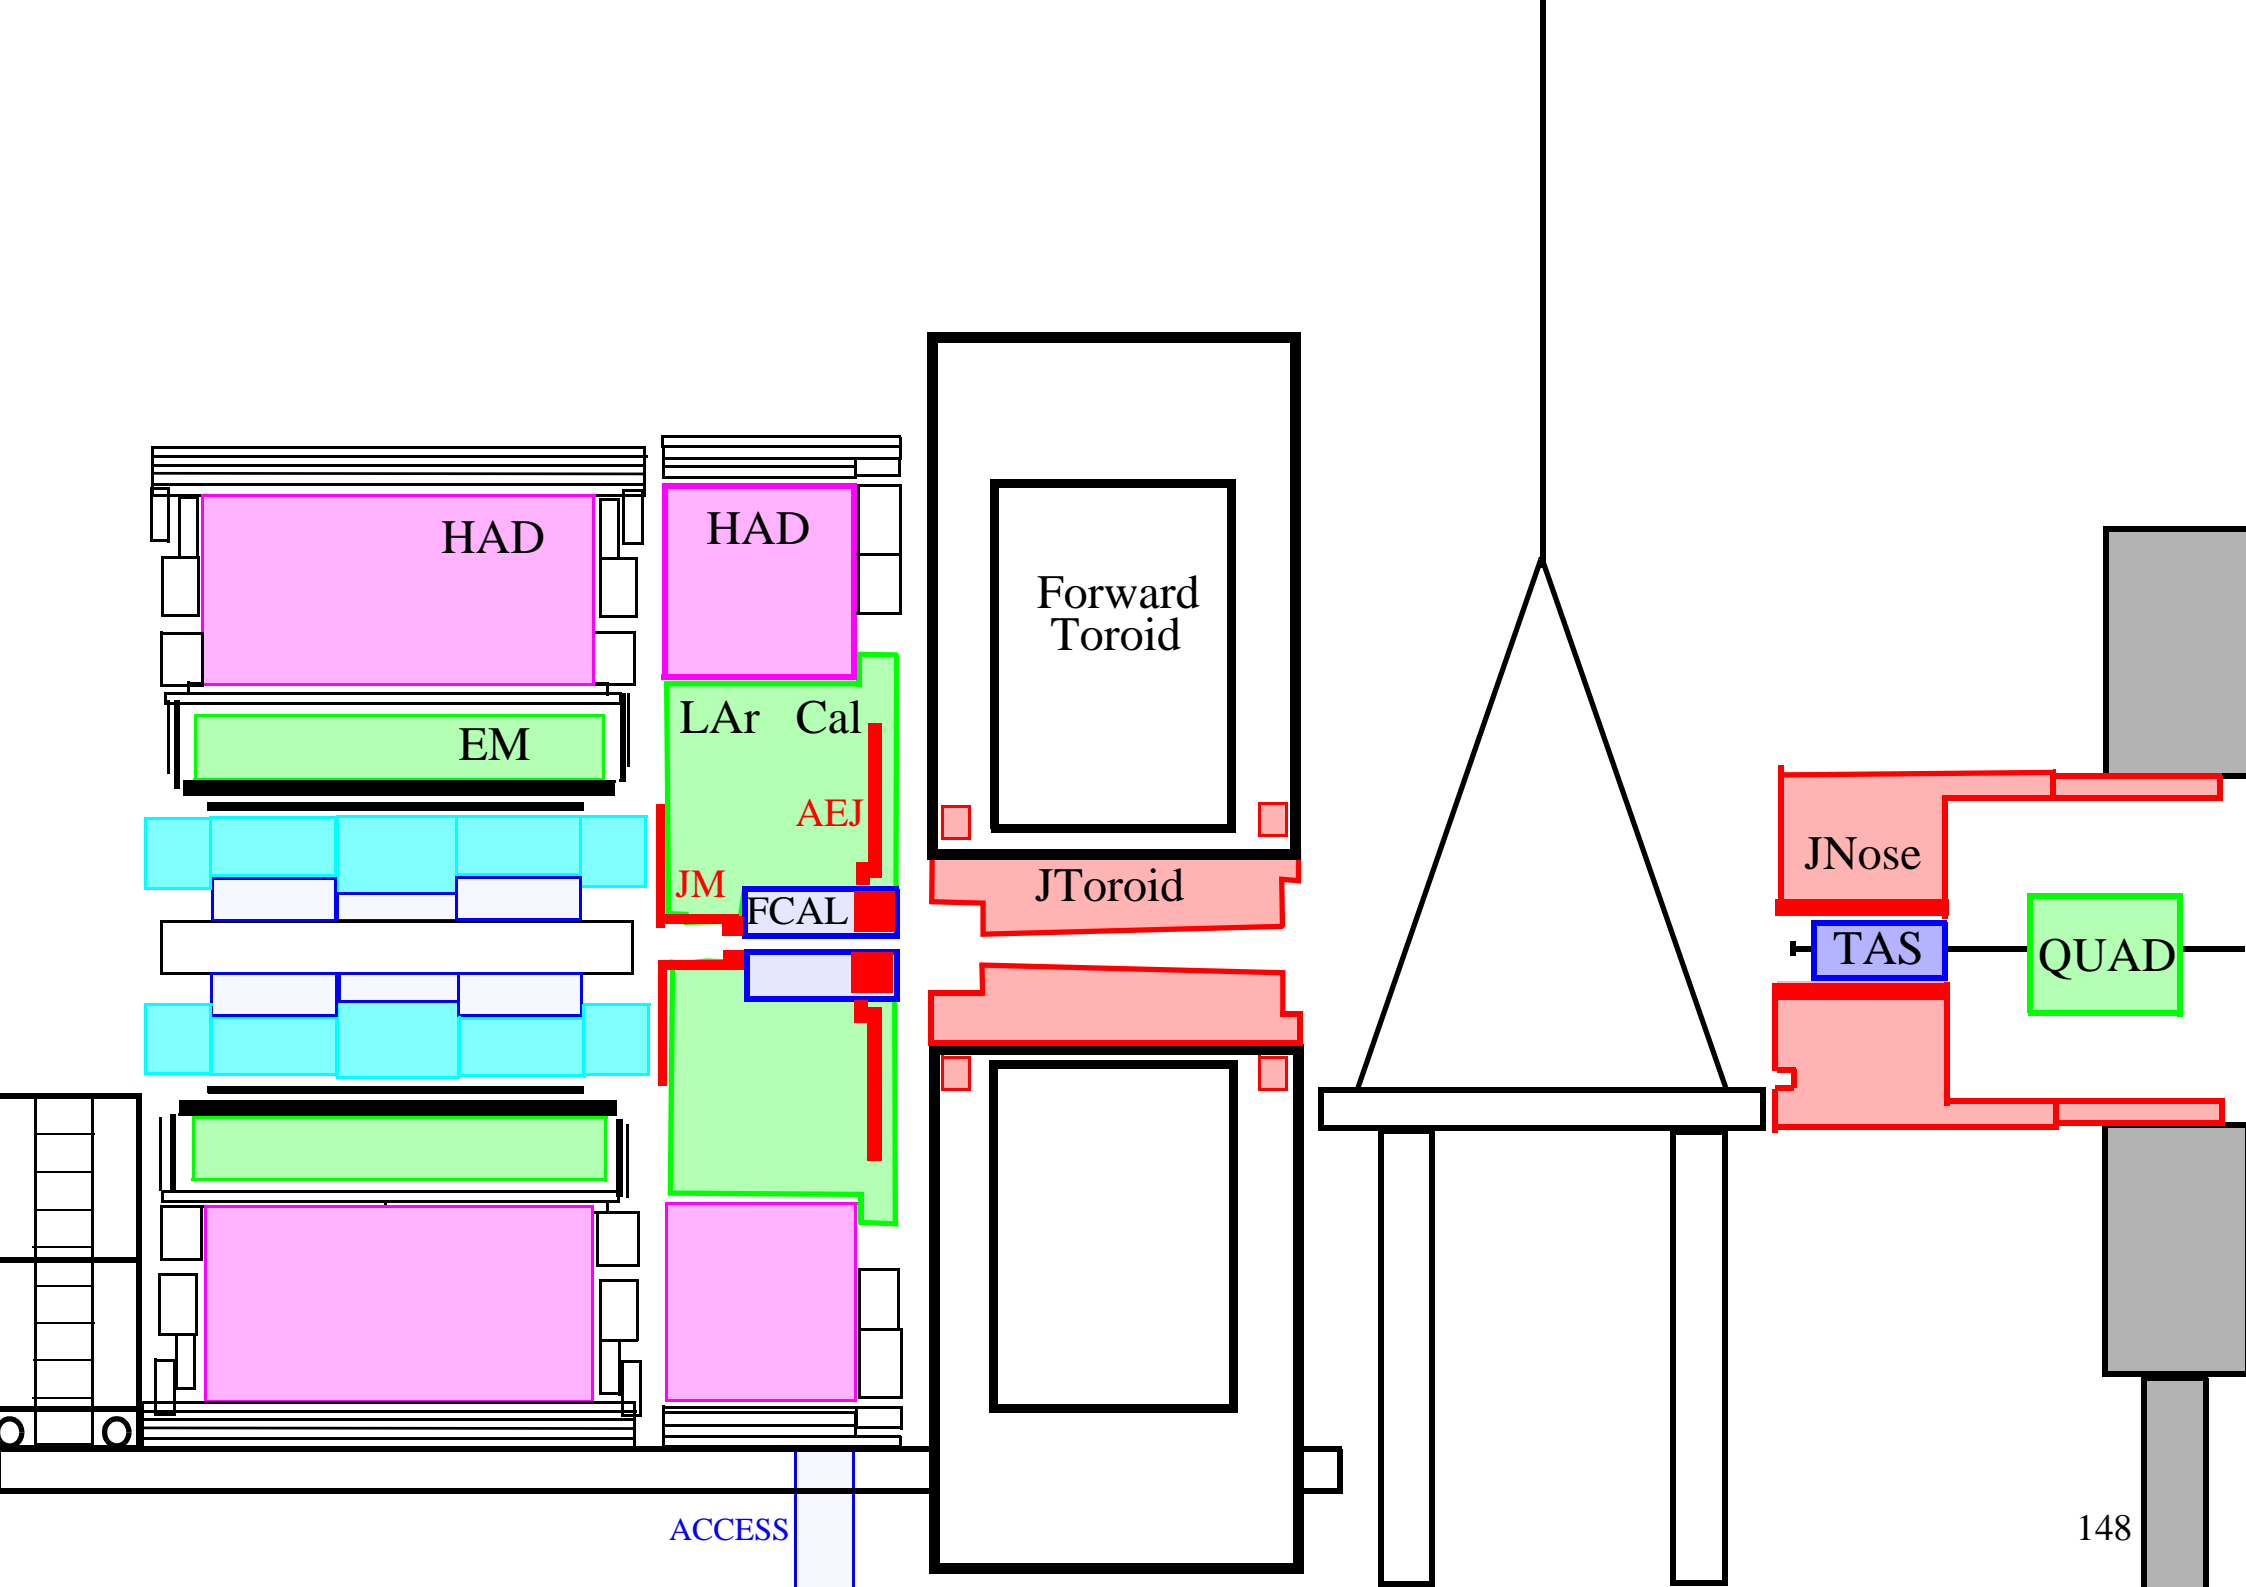 HAD
HAD
Forward
Toroid
LAr Cal
EM
AEJ
JNose
JM
JToroid
FCAL
TAS
QUAD
ACCESS
148